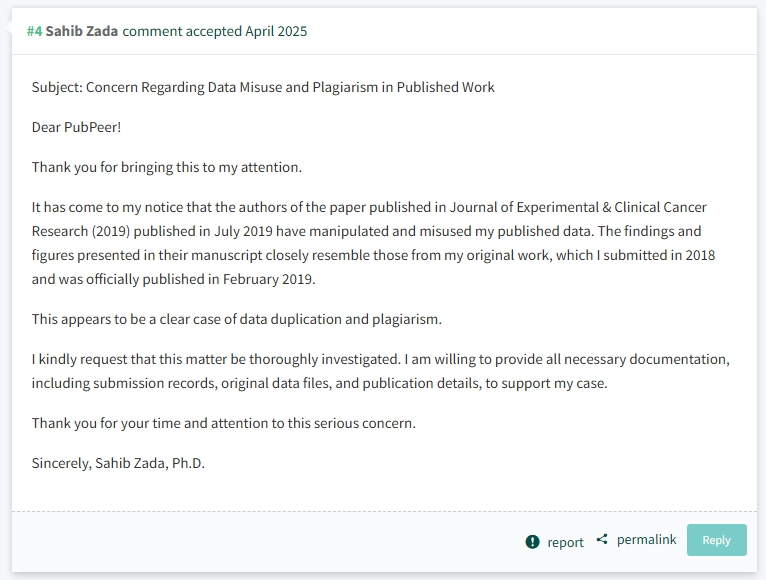 #4 Sahib Zada comment accepted April 2025
Subject: Concern Regarding Data Misuse and Plagiarism in Published Work
Dear PubPeer!
Thank you for bringing this to my attention.
It has come to my notice that the authors of the paper published in Journal of Experimental & Clinical Cancer
Research (2019) published in July 2019 have manipulated and misused my published data. The findings and
figures presented in their manuscript closely resemble those from my original work, which I submitted in 2018
and was officially published in February 2019.
This appears to be a clear case of data duplication and plagiarism.
I kindly request that this matter be thoroughly investigated. I am willing to provide all necessary documentation,
including submission records, original data files, and publication details, to support my case.
Thank you for your time and attention to this serious concern.
Sincerely, Sahib Zada, Ph.D.
report permalink Reply